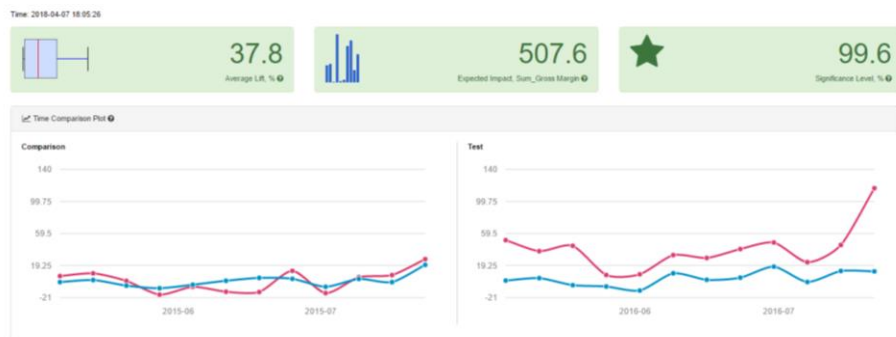 Time: 2018-04-07 18:05:26
37.8
Average Lift, %
507.6
Expected Impact, Sum_Gross Margin
99.6
Significance Level, %
Time Comparison Plot
Comparison
140
99.75
59.5
19.25
-21
2015-06
2015-07
Test
140
99.75
59.5
19.25
-21
2016-06
2016-07